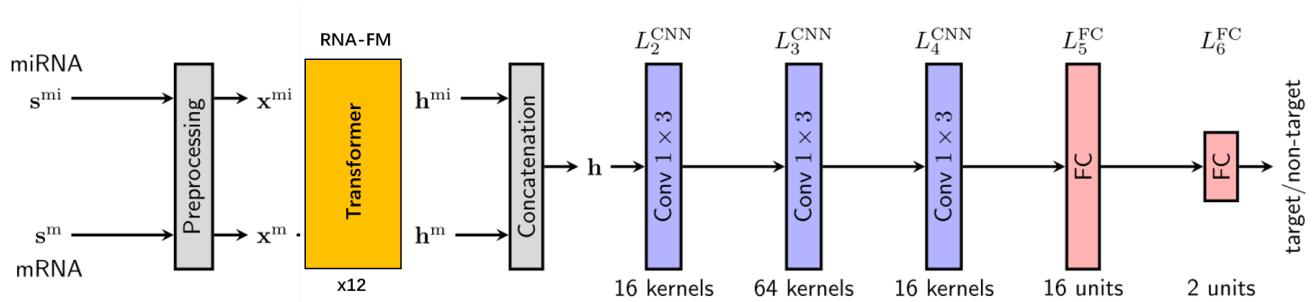 miRNA
s^mi
s^m
mRNA
Preprocessing
x^mi
x^m
RNA-FM
Transformer
x12
h^mi
h^m
Concatenation
h
L_2^CNN
Conv 1 × 3
16 kernels
L_3^CNN
Conv 1 × 3
64 kernels
L_4^CNN
Conv 1 × 3
16 kernels
L_5^FC
FC
16 units
L_6^FC
FC
2 units
target/non-target